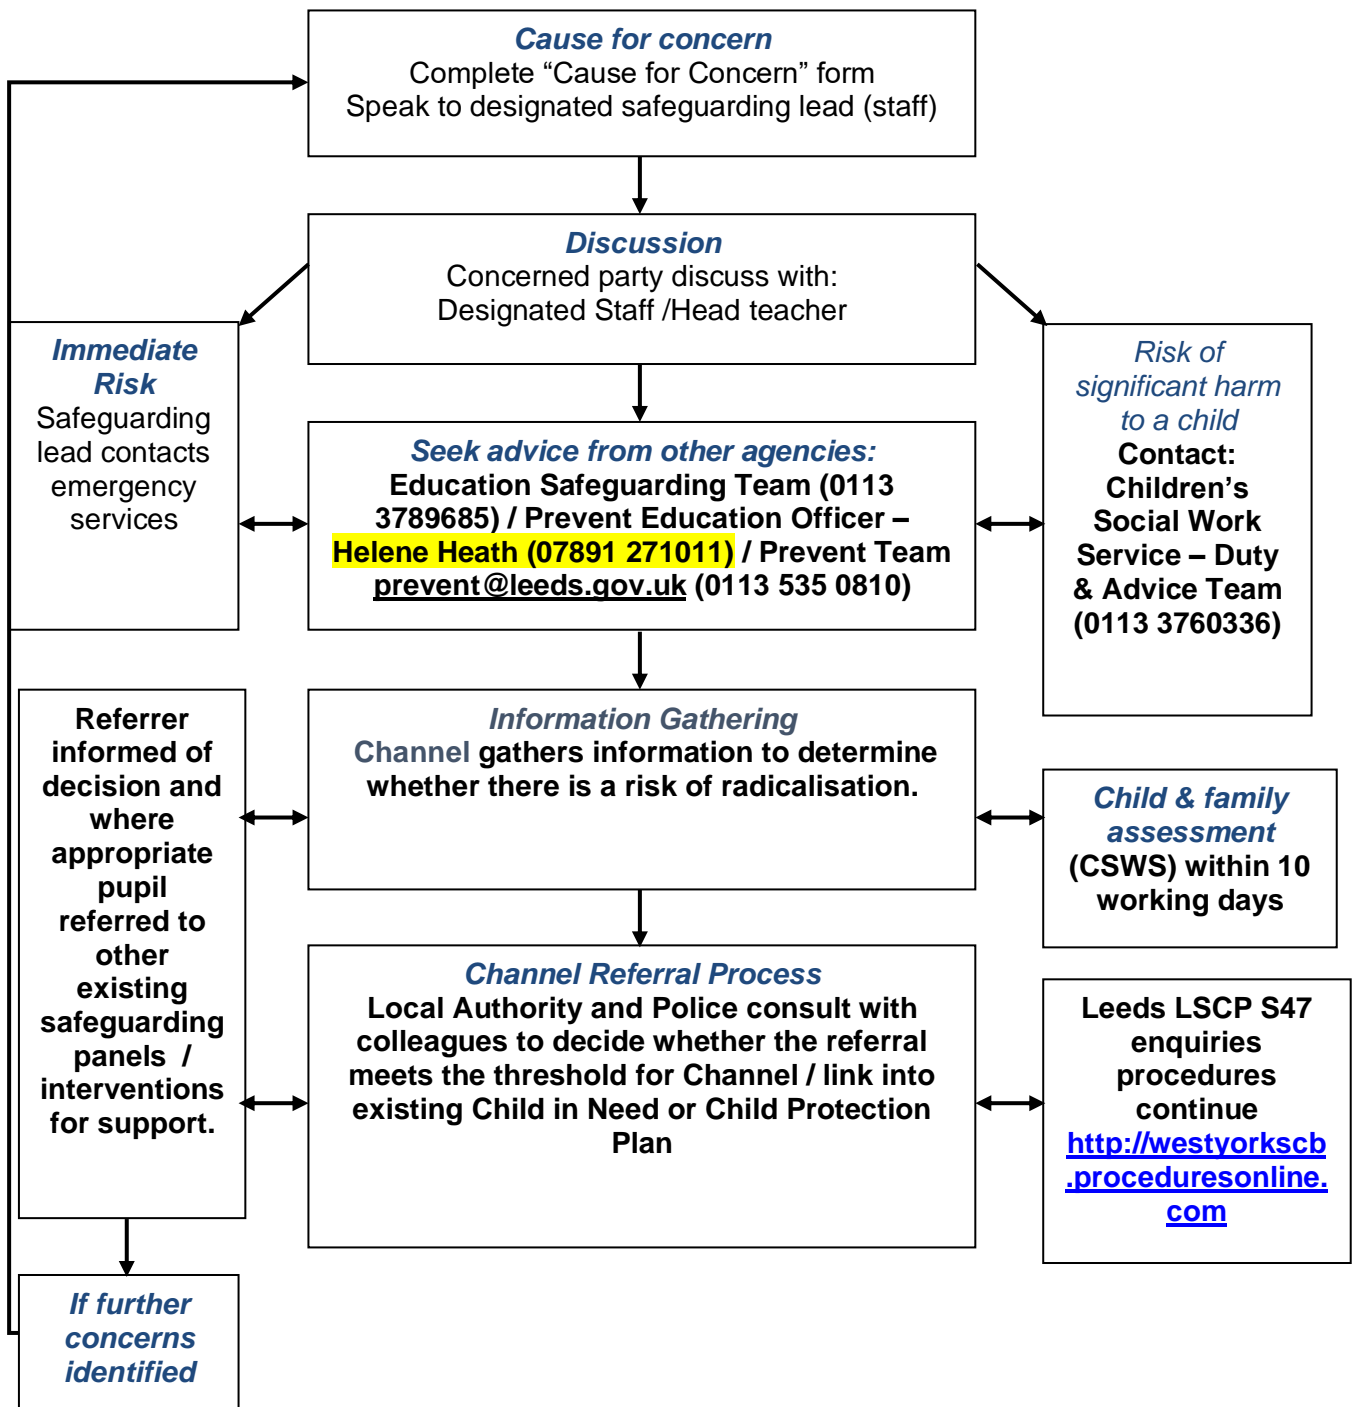 Cause for concern
Complete “Cause for Concern” form
Speak to designated safeguarding lead (staff)
Discussion
Concerned party discuss with:
Designated Staff /Head teacher
Immediate
Risk
Safeguarding
lead contacts
emergency
services
Seek advice from other agencies:
Education Safeguarding Team (0113
3789685) / Prevent Education Officer –
Helene Heath (07891 271011) / Prevent Team
prevent@leeds.gov.uk (0113 535 0810)
Risk of
significant harm
to a child
Contact:
Children’s
Social Work
Service – Duty
& Advice Team
(0113 3760336)
Referrer
informed of
decision and
where
appropriate
pupil
referred to
other
existing
safeguarding
panels /
interventions
for support.
Information Gathering
Channel gathers information to determine
whether there is a risk of radicalisation.
Child & family
assessment
(CSWS) within 10
working days
Channel Referral Process
Local Authority and Police consult with
colleagues to decide whether the referral
meets the threshold for Channel / link into
existing Child in Need or Child Protection
Plan
Leeds LSCP S47
enquiries
procedures
continue
http://westyorkscb
.proceduresonline.
com
If further
concerns
identified